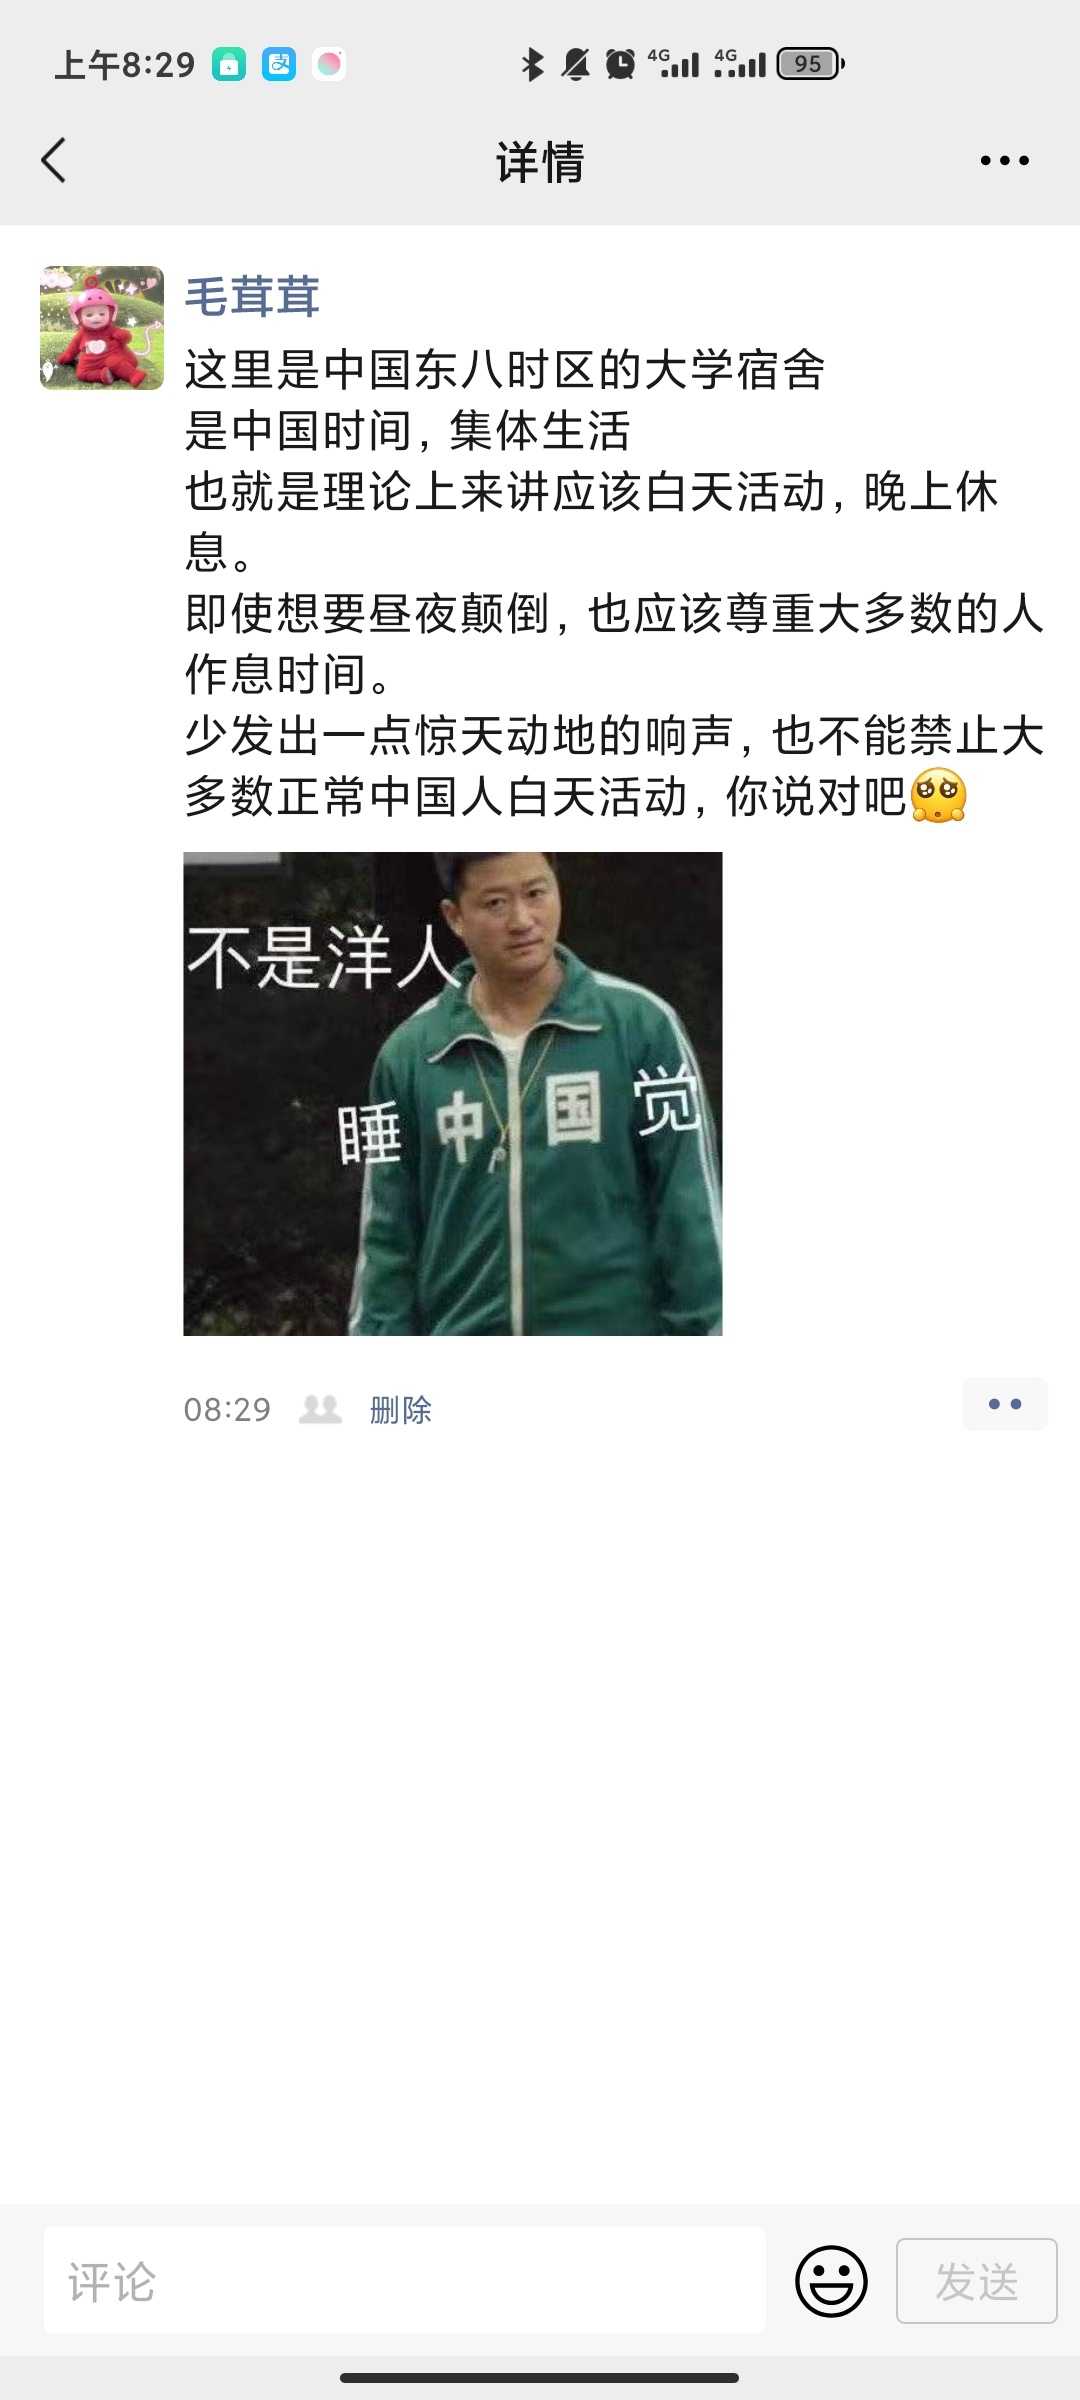 上午8:29
4G
4G
95
详情
毛茸茸
这里是中国东八时区的大学宿舍
是中国时间，集体生活
也就是理论上来讲应该白天活动，晚上休
息。
即使想要昼夜颠倒，也应该尊重大多数的人
作息时间。
少发出一点惊天动地的响声，也不能禁止大
多数正常中国人白天活动，你说对吧🥺
不是洋人
睡中国觉
08:29
删除
评论
发送